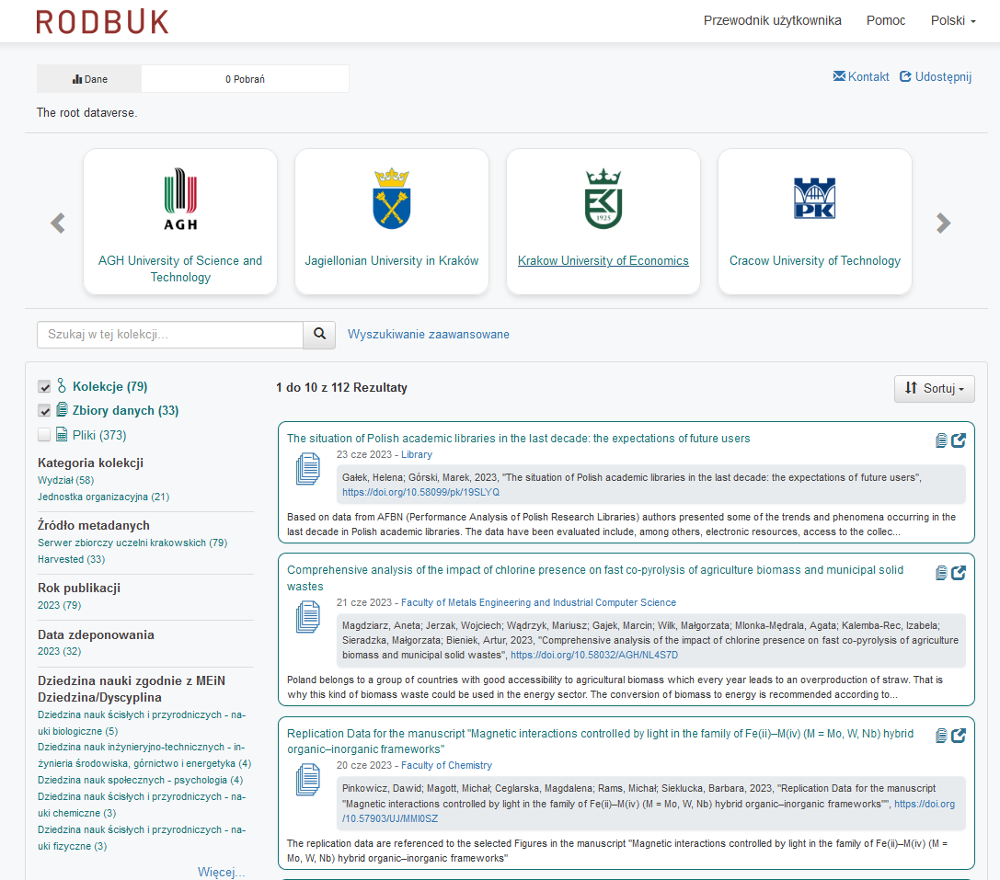 RODBUK
Przewodnik użytkownika Pomoc Polski
Dane 0 Pobrań
Kontakt Udostępnij
The root dataverse.
AGH
EK
1925
PK
AGH University of Science and
Technology
Jagiellonian University in Kraków
Krakow University of Economics
Cracow University of Technology
Szukaj w tej kolekcji...
Wyszukiwanie zaawansowane
Kolekcje (79)
Zbiory danych (33)
Pliki (373)
Kategoria kolekcji
Wydział (58)
Jednostka organizacyjna (21)
Źródło metadanych
Serwer zbiorczy uczelni krakowskich (79)
Harvested (33)
Rok publikacji
2023 (79)
Data zdeponowania
2023 (32)
Dziedzina nauki zgodnie z MEiN
Dziedzina/Dyscyplina
Dziedzina nauk ścisłych i przyrodniczych - na-
uki biologiczne (5)
Dziedzina nauk inżynieryjno-technicznych - in-
żynieria środowiska, górnictwo i energetyka (4)
Dziedzina nauk społecznych - psychologia (4)
Dziedzina nauk ścisłych i przyrodniczych - na-
uki chemiczne (3)
Dziedzina nauk ścisłych i przyrodniczych - na-
uki fizyczne (3)
Więcej...
1 do 10 z 112 Rezultaty
Sortuj
The situation of Polish academic libraries in the last decade: the expectations of future users
23 cze 2023 - Library
Gałek, Helena; Górski, Marek, 2023, "The situation of Polish academic libraries in the last decade: the expectations of future users",
https://doi.org/10.58099/pk/19SLYQ
Based on data from AFBN (Performance Analysis of Polish Research Libraries) authors presented some of the trends and phenomena occurring in the
last decade in Polish academic libraries. The data have been evaluated include, among others, electronic resources, access to the collec...
Comprehensive analysis of the impact of chlorine presence on fast co-pyrolysis of agriculture biomass and municipal solid
wastes
21 cze 2023 - Faculty of Metals Engineering and Industrial Computer Science
Magdziarz, Aneta; Jerzak, Wojciech; Wądrzyk, Mariusz; Gajek, Marcin; Wilk, Małgorzata; Mlonka-Mędrala, Agata; Kalemba-Rec, Izabela;
Sieradzka, Małgorzata; Bieniek, Artur, 2023, "Comprehensive analysis of the impact of chlorine presence on fast co-pyrolysis of agriculture
biomass and municipal solid wastes", https://doi.org/10.58032/AGH/NL4S7D
Poland belongs to a group of countries with good accessibility to agricultural biomass which every year leads to an overproduction of straw. That is
why this kind of biomass waste could be used in the energy sector. The conversion of biomass to energy is recommended according to...
Replication Data for the manuscript "Magnetic interactions controlled by light in the family of Fe(ii)–M(iv) (M = Mo, W, Nb) hybrid
organic–inorganic frameworks"
20 cze 2023 - Faculty of Chemistry
Pinkowicz, Dawid; Magott, Michał; Ceglarska, Magdalena; Rams, Michał; Sieklucka, Barbara, 2023, "Replication Data for the manuscript
"Magnetic interactions controlled by light in the family of Fe(ii)–M(iv) (M = Mo, W, Nb) hybrid organic–inorganic frameworks"", https://doi.org
/10.57903/UJ/MMI0SZ
The replication data are referenced to the selected Figures in the manuscript "Magnetic interactions controlled by light in the family of Fe(ii)–M(iv) (M =
Mo, W, Nb) hybrid organic–inorganic frameworks"